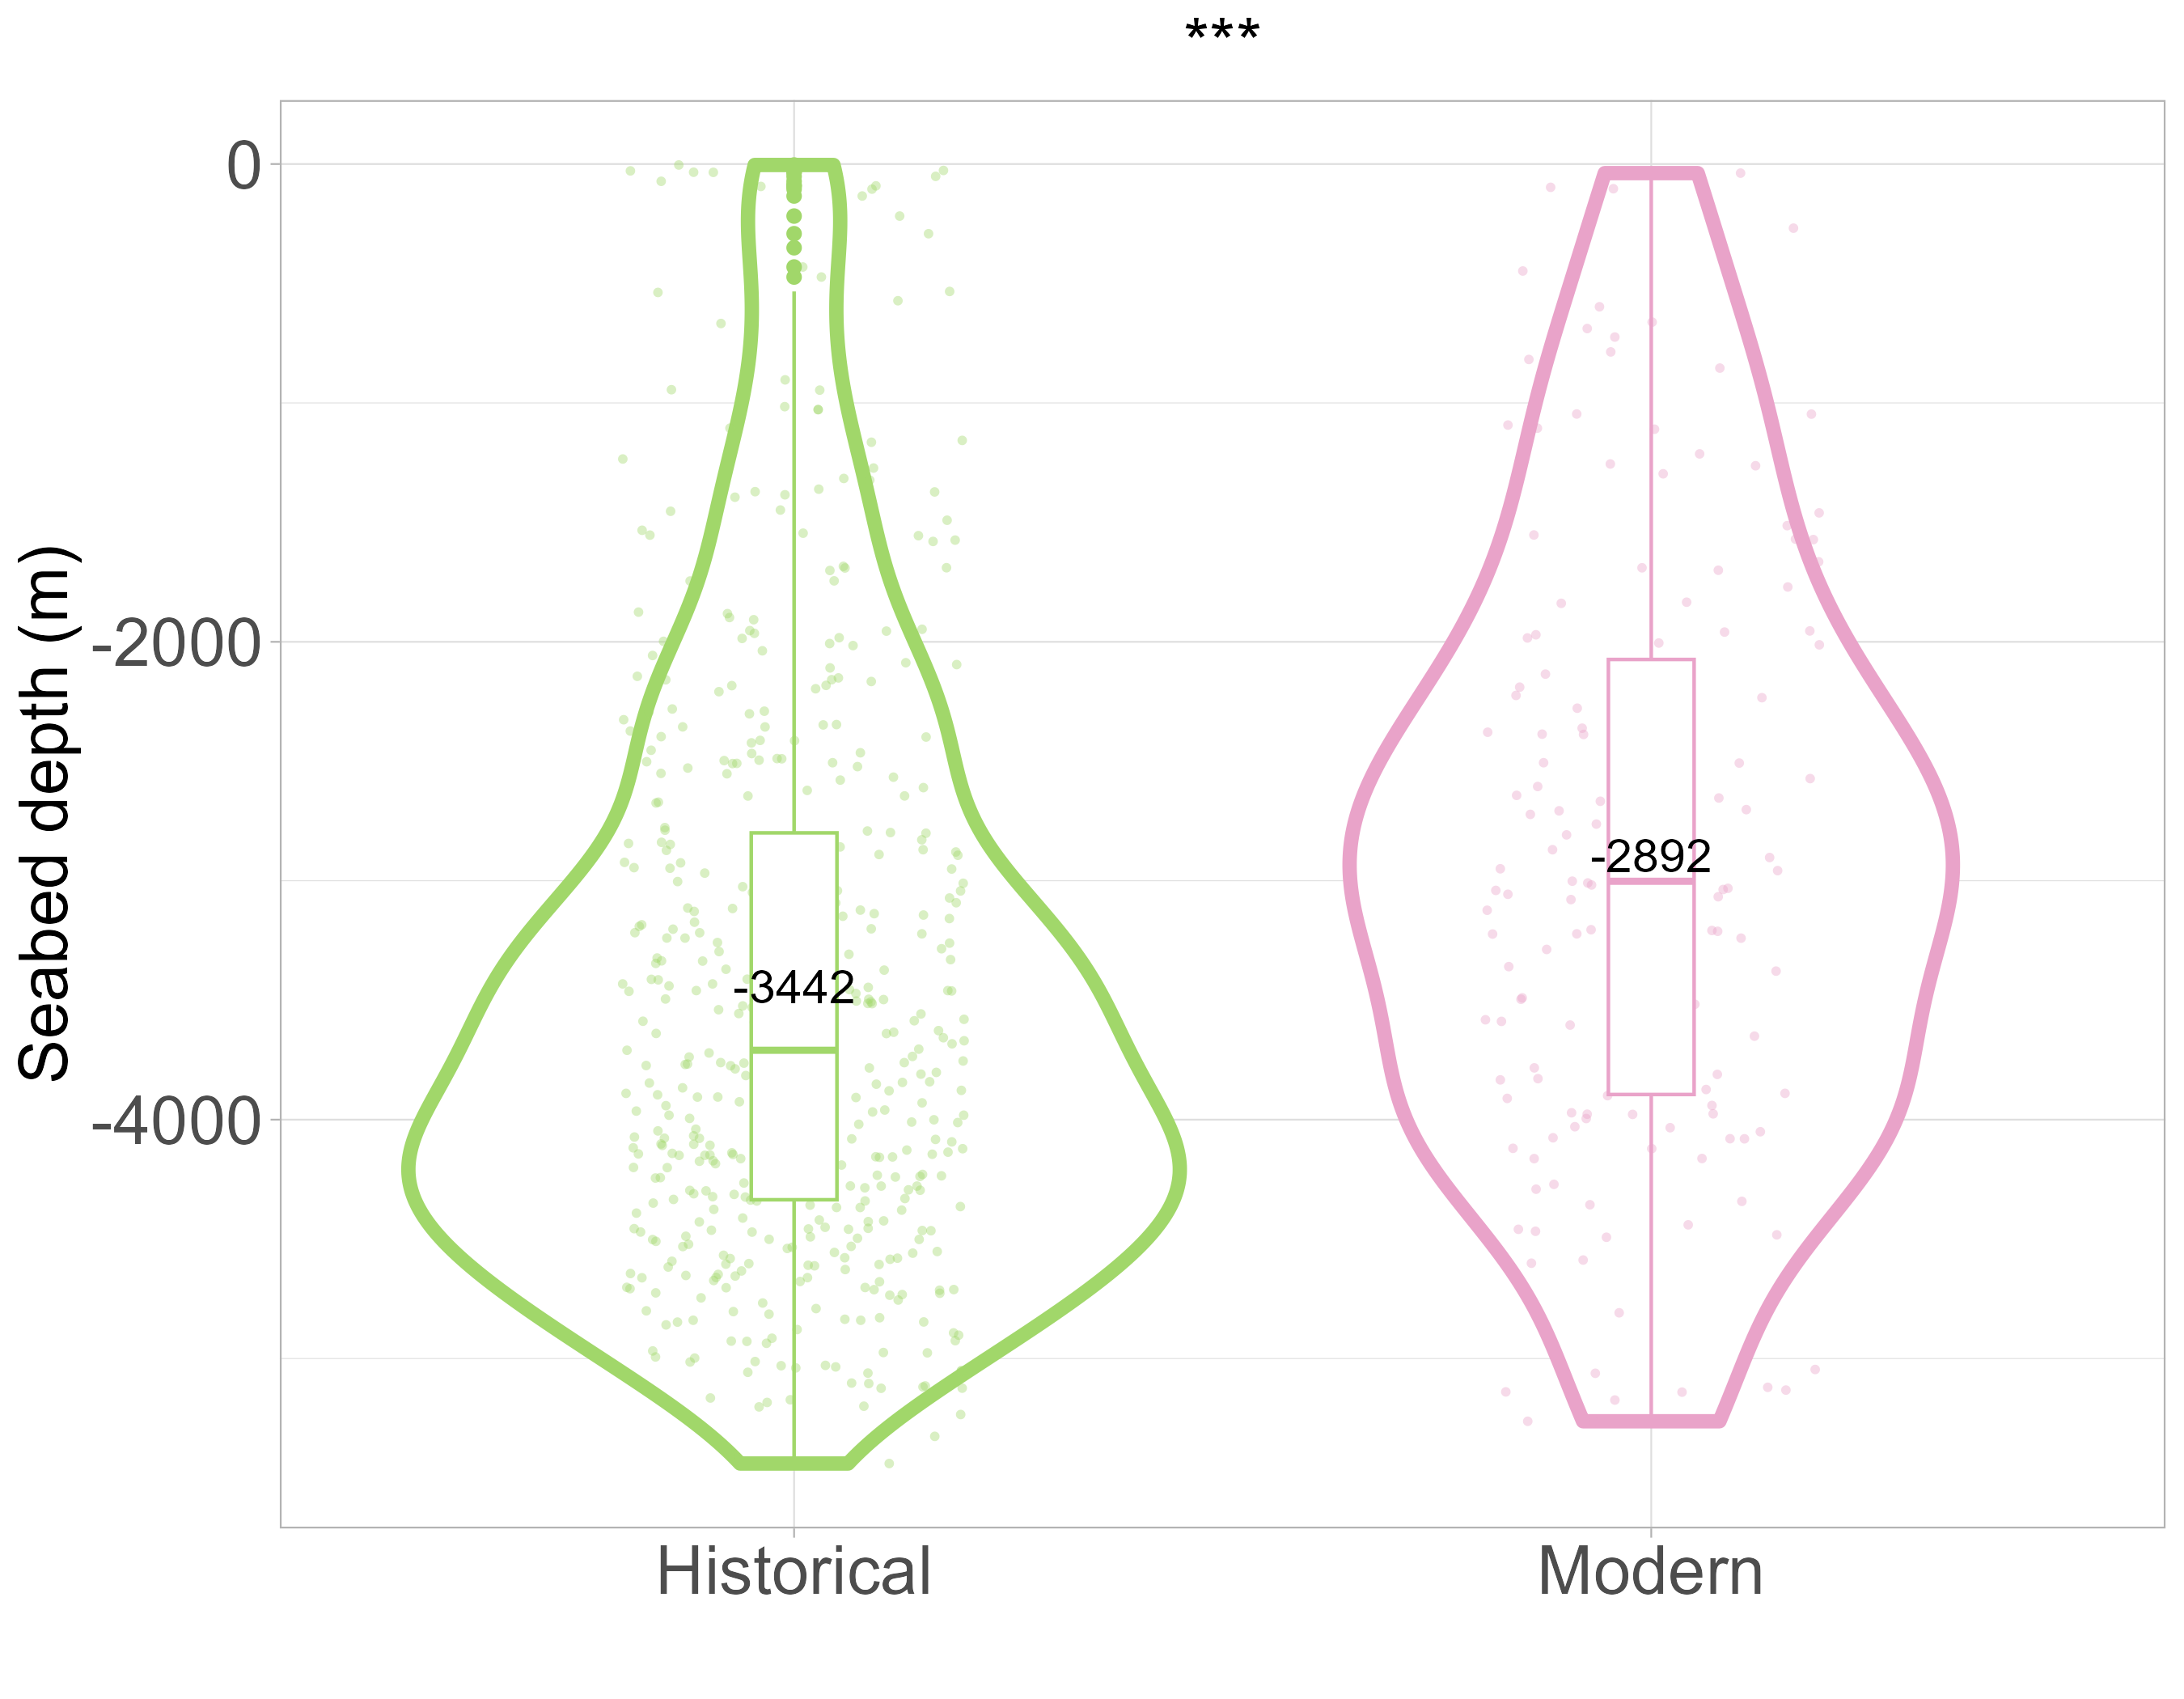 ***
0
-2000
-4000
Seabed depth (m)
-3442
-2892
Historical
Modern